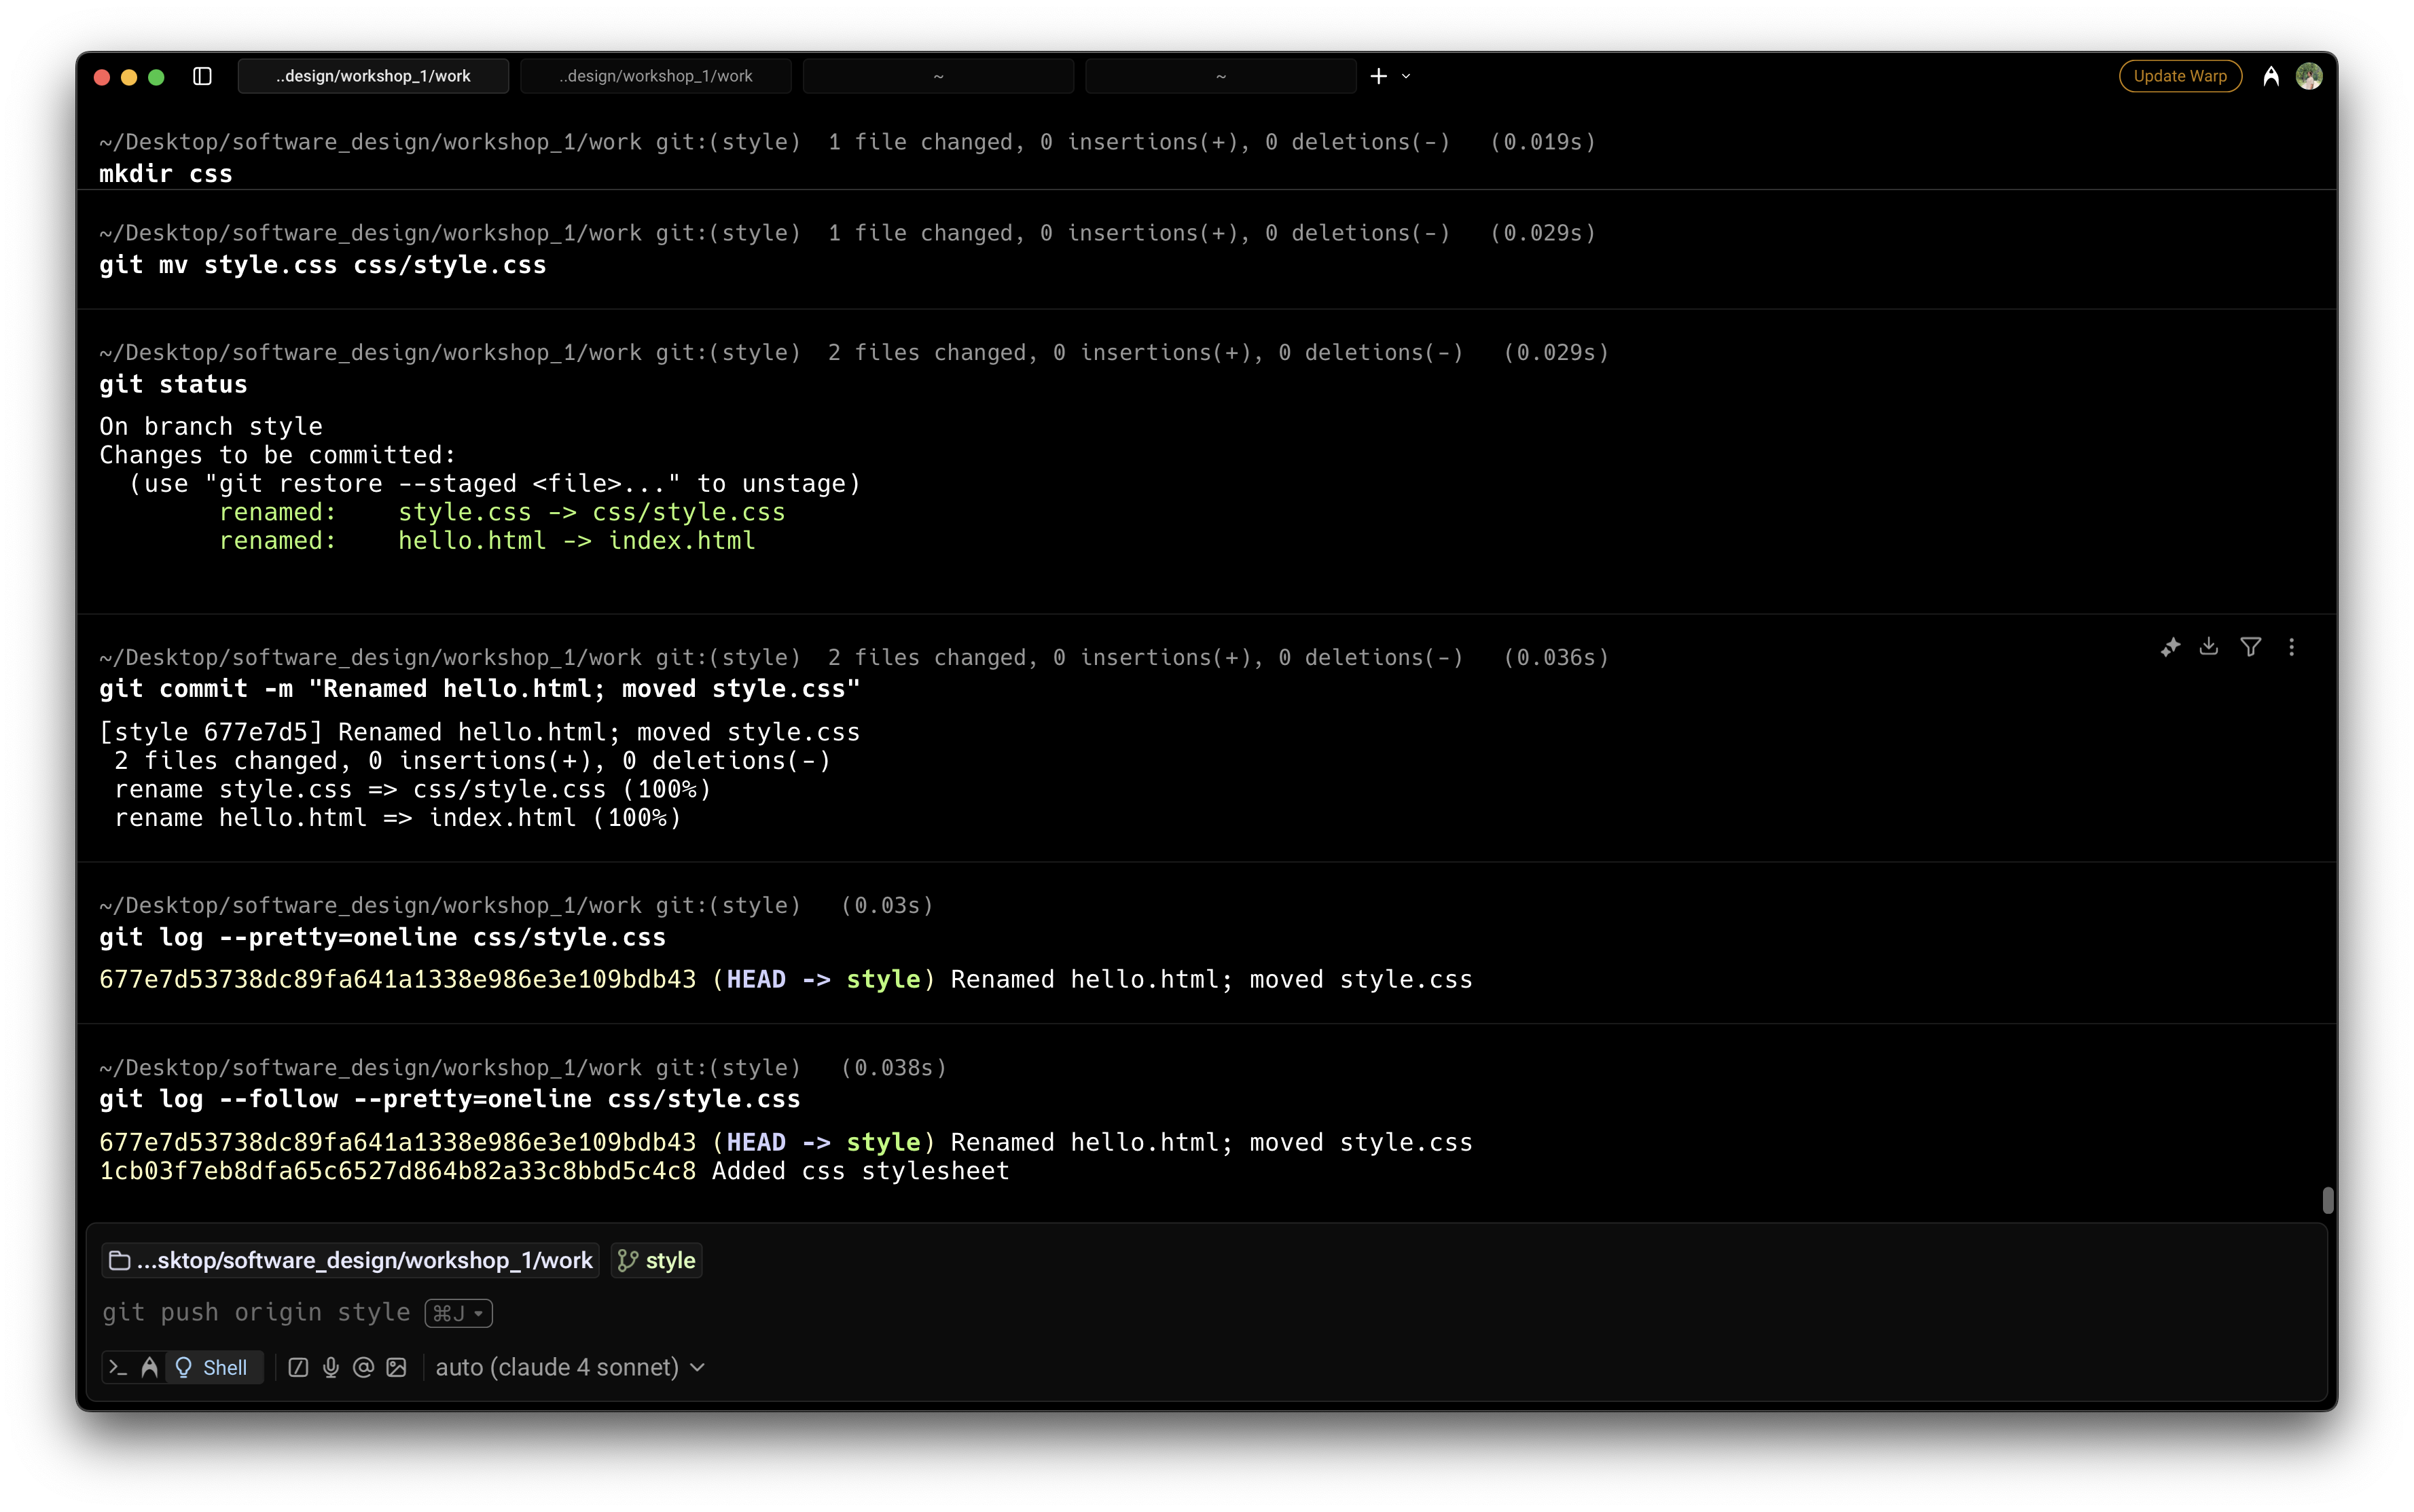 ..design/workshop_1/work
..design/workshop_1/work
~
~
Update Warp
~/Desktop/software_design/workshop_1/work git:(style) 1 file changed, 0 insertions(+), 0 deletions(-) (0.019s)
mkdir css
~/Desktop/software_design/workshop_1/work git:(style) 1 file changed, 0 insertions(+), 0 deletions(-) (0.029s)
git mv style.css css/style.css
~/Desktop/software_design/workshop_1/work git:(style) 2 files changed, 0 insertions(+), 0 deletions(-) (0.029s)
git status
On branch style
Changes to be committed:
  (use "git restore --staged <file>..." to unstage)
        renamed:    style.css -> css/style.css
        renamed:    hello.html -> index.html
~/Desktop/software_design/workshop_1/work git:(style) 2 files changed, 0 insertions(+), 0 deletions(-) (0.036s)
git commit -m "Renamed hello.html; moved style.css"
[style 677e7d5] Renamed hello.html; moved style.css
 2 files changed, 0 insertions(+), 0 deletions(-)
 rename style.css => css/style.css (100%)
 rename hello.html => index.html (100%)
~/Desktop/software_design/workshop_1/work git:(style) (0.03s)
git log --pretty=oneline css/style.css
677e7d53738dc89fa641a1338e986e3e109bdb43 (HEAD -> style) Renamed hello.html; moved style.css
~/Desktop/software_design/workshop_1/work git:(style) (0.038s)
git log --follow --pretty=oneline css/style.css
677e7d53738dc89fa641a1338e986e3e109bdb43 (HEAD -> style) Renamed hello.html; moved style.css
1cb03f7eb8dfa65c6527d864b82a33c8bbd5c4c8 Added css stylesheet
...sktop/software_design/workshop_1/work
style
git push origin style ⌘J
Shell
auto (claude 4 sonnet)